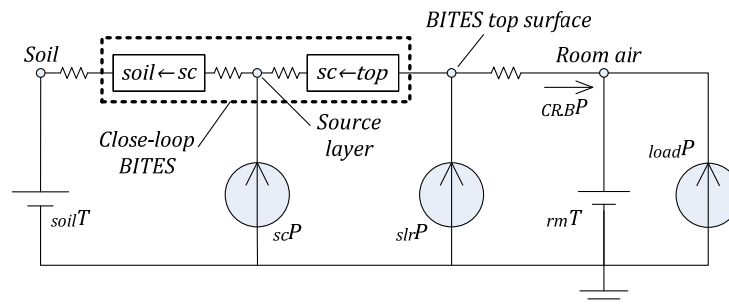 BITES top surface
Soil
Room air
soil←sc
sc←top
CR.BP
Close-loop
BITES
Source
layer
loadP
soilT
scP
slrP
rmT